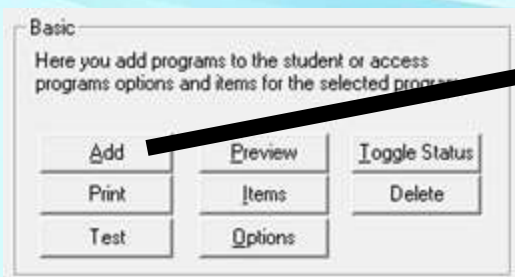 Basic
Here you add programs to the student or access
programs options and items for the selected
Add Preview Toggle Status
Print Items Delete
Test Options